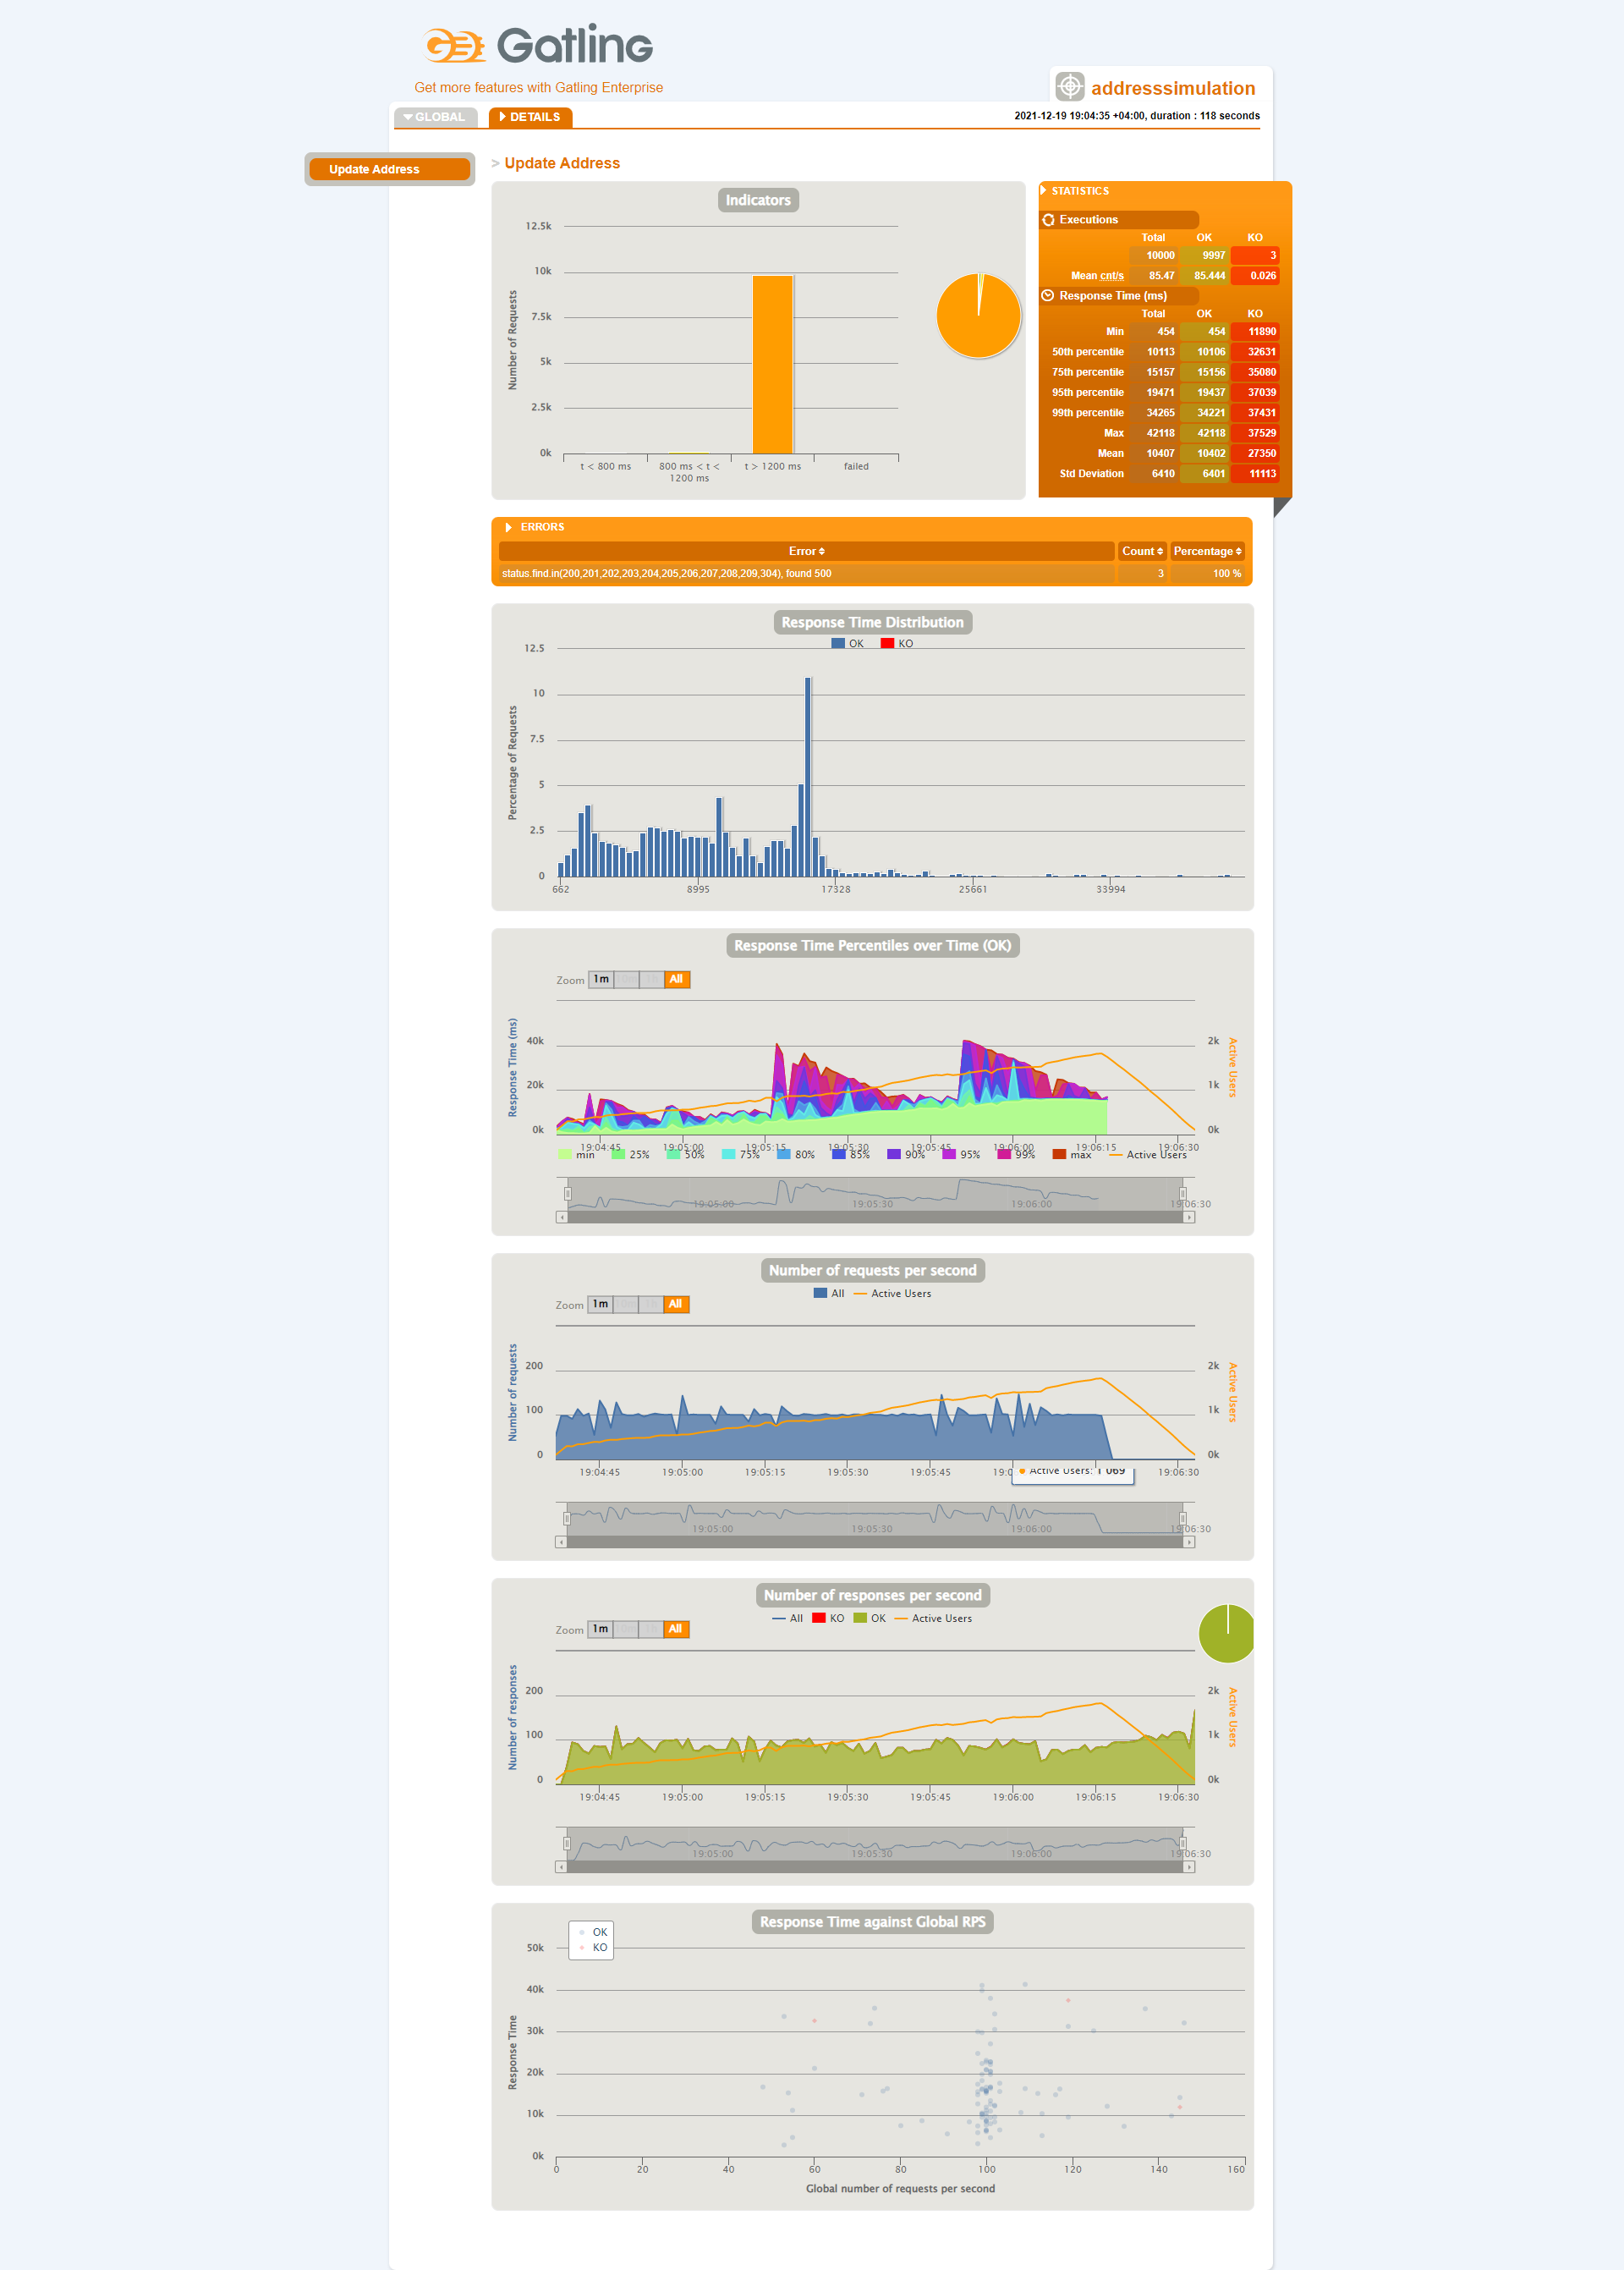 Gatling
Get more features with Gatling Enterprise
addresssimulation
GLOBAL
DETAILS
2021-12-19 19:04:35 +04:00, duration : 118 seconds
Update Address
> Update Address
Indicators
12.5k
10k
7.5k
5k
2.5k
0k
Number of Requests
t < 800 ms
800 ms < t < 1200 ms
t > 1200 ms
failed
STATISTICS
Executions
Total OK KO
10000 9997 3
Mean cnt/s 85.47 85.444 0.026
Response Time (ms)
Total OK KO
Min 454 454 11890
50th percentile 10113 10106 32631
75th percentile 15157 15156 35080
95th percentile 19471 19437 37039
99th percentile 34265 34221 37431
Max 42118 42118 37529
Mean 10407 10402 27350
Std Deviation 6410 6401 11113
ERRORS
Error Count Percentage
status.find.in(200,201,202,203,204,205,206,207,208,209,304), found 500 3 100 %
Response Time Distribution
OK KO
12.5
10
7.5
5
2.5
0
Percentage of Requests
662 8995 17328 25661 33994
Response Time Percentiles over Time (OK)
Zoom 1m All
40k
20k
0k
Response Time (ms)
2k
1k
0k
Active Users
19:04:45 19:05:00 19:05:15 19:05:30 19:05:45 19:06:00 19:06:15 19:06:30
min 25% 50% 75% 80% 85% 90% 95% 99% max Active Users
19:05:00 19:05:30 19:06:00 19:06:30
Number of requests per second
All Active Users
Zoom 1m All
200
100
0
Number of requests
2k
1k
0k
Active Users
19:04:45 19:05:00 19:05:15 19:05:30 19:05:45 19:0 19:06:30
Active Users: 1 069
19:05:00 19:05:30 19:06:00 19:06:30
Number of responses per second
All KO OK Active Users
Zoom 1m All
200
100
0
Number of responses
2k
1k
0k
Active Users
19:04:45 19:05:00 19:05:15 19:05:30 19:05:45 19:06:00 19:06:15 19:06:30
19:05:00 19:05:30 19:06:00 19:06:30
Response Time against Global RPS
OK
KO
50k
40k
30k
20k
10k
0k
Response Time
0 20 40 60 80 100 120 140 160
Global number of requests per second